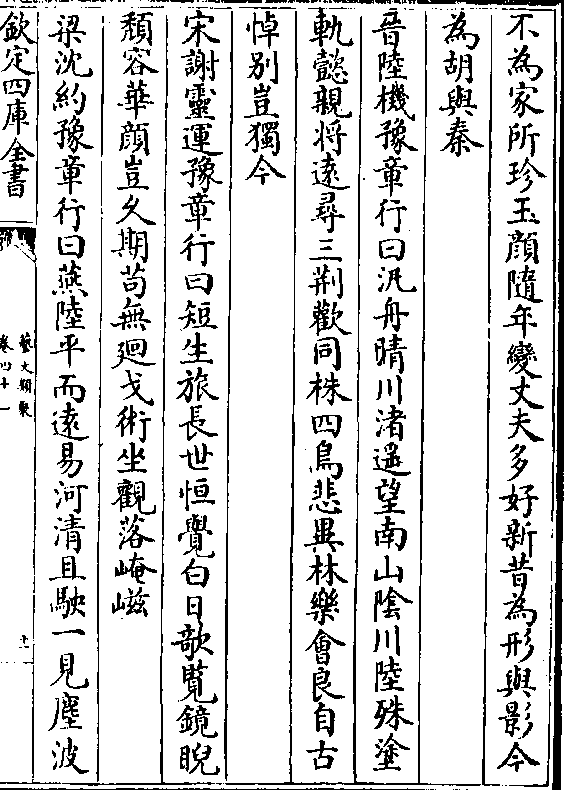 不為家所珍玉顔隨年變丈夫多好新昔為形與影今
為胡與秦
晉陸機豫章行曰汎舟晴川渚遥望南山陰川陸殊塗
軌懿親将遠尋三荆歡同株四鳥悲異林樂會良自古
悼别豈獨今
宋謝靈運豫章行曰短生旅長世恒覺白日欹覧鏡睨
頽容華顔豈久期苟無廻戈術坐觀落崦嵫
梁沈約豫章行曰燕陸平而遠易河清且駛一見塵波
欽定四庫全書
藝文類聚
卷四十一
十一